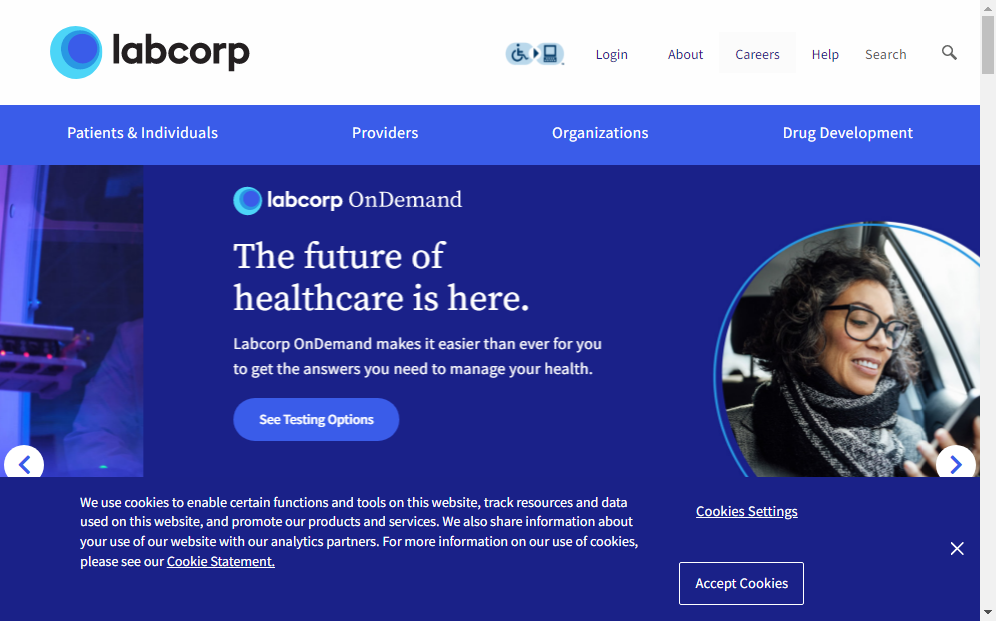 labcorp
Login
About
Careers
Help
Search
Patients & Individuals
Providers
Organizations
Drug Development
labcorp OnDemand
The future of
healthcare is here.
Labcorp OnDemand makes it easier than ever for you
to get the answers you need to manage your health.
See Testing Options
We use cookies to enable certain functions and tools on this website, track resources and data
used on this website, and promote our products and services. We also share information about
your use of our website with our analytics partners. For more information on our use of cookies,
please see our Cookie Statement.
Cookies Settings
Accept Cookies